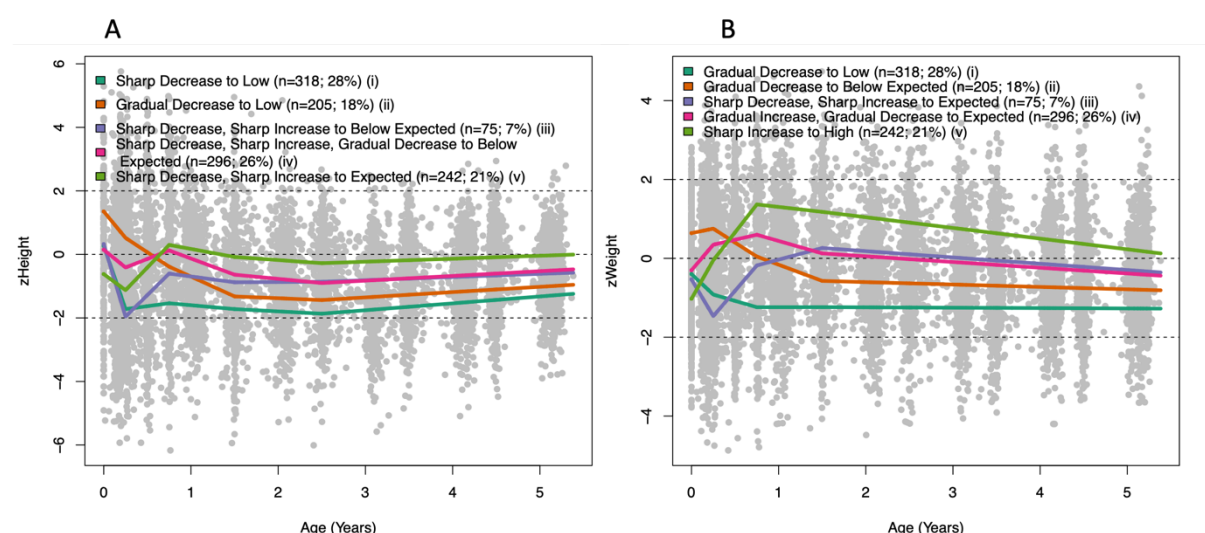 A
6
4
2
0
-2
-4
-6
zHeight
Sharp Decrease to Low (n=318; 28%) (i)
Gradual Decrease to Low (n=205; 18%) (ii)
Sharp Decrease, Sharp Increase to Below Expected (n=75; 7%) (iii)
Sharp Decrease, Sharp Increase, Gradual Decrease to Below
Expected (n=296; 26%) (iv)
Sharp Decrease, Sharp Increase to Expected (n=242; 21%) (v)
0 1 2 3 4 5
Age (Years)
B
4
2
0
-2
-4
zWeight
Gradual Decrease to Low (n=318; 28%) (i)
Gradual Decrease to Below Expected (n=205; 18%) (ii)
Sharp Decrease, Sharp Increase to Expected (n=75; 7%) (iii)
Gradual Increase, Gradual Decrease to Expected (n=296; 26%) (iv)
Sharp Increase to High (n=242; 21%) (v)
0 1 2 3 4 5
Age (Years)